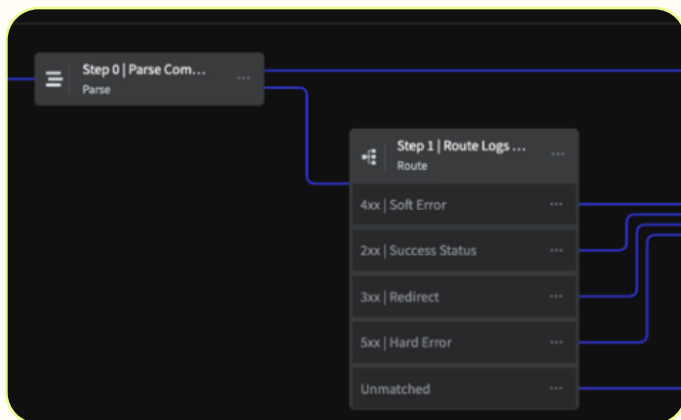 Step 0 | Parse Com...
Parse
Step 1 | Route Logs ...
Route
4xx | Soft Error
2xx | Success Status
3xx | Redirect
5xx | Hard Error
Unmatched